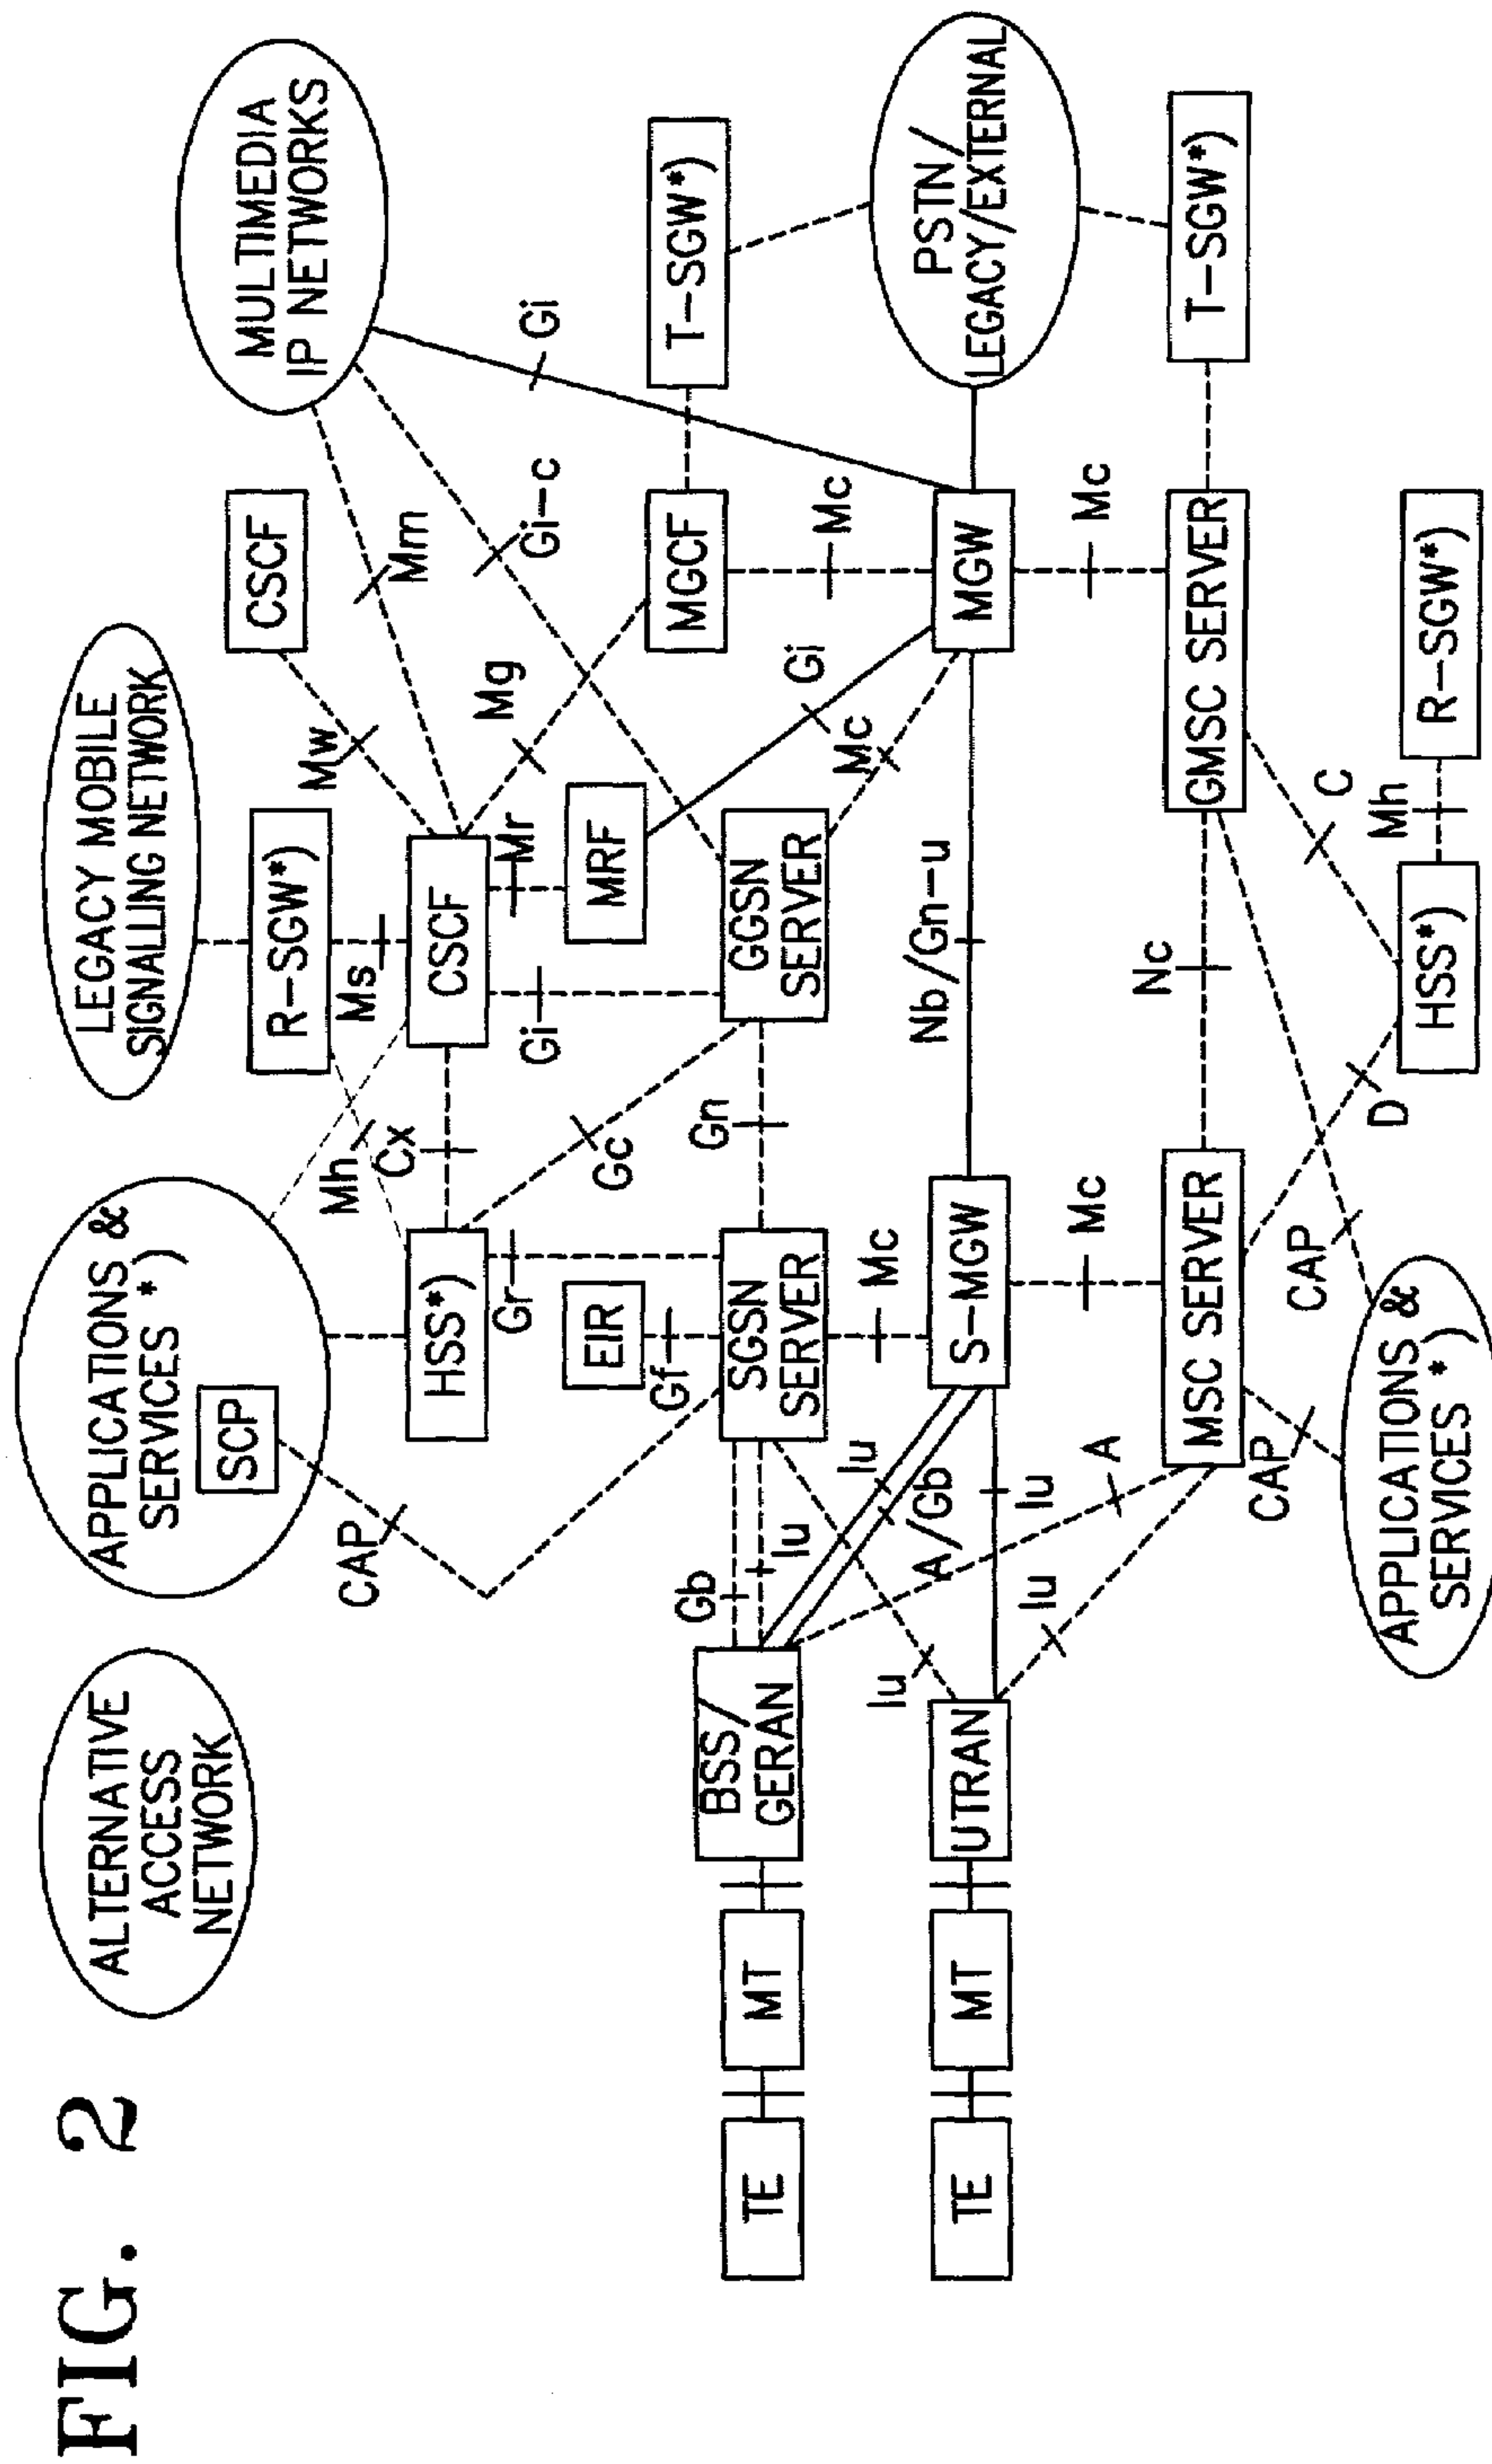 FIG. 2
ALTERNATIVE
ACCESS
NETWORK
APPLICATIONS &
SERVICES *)
SCP
LEGACY MOBILE
SIGNALLING NETWORK
MULTIMEDIA
IP NETWORKS
CAP
Mh
R-SGW*)
Ms
Mw
CSCF
HSS*)
Cx
CSCF
Mm
Gi
Gr
EIR
Gf
Gc
Gi
Mr
MRF
Mg
Gi-c
MGCF
T-SGW*)
TE
MT
BSS/
GERAN
Gb
Iu
SGSN
SERVER
Gn
GGSN
SERVER
Mc
Gi
Mc
Mc
Iu
Iu
A/Gb
TE
MT
UTRAN
Iu
S-MGW
Nb/Gn-u
MGW
PSTN/
LEGACY/EXTERNAL
Iu
A
Mc
Mc
MSC SERVER
Nc
GMSC SERVER
T-SGW*)
CAP
CAP
D
C
APPLICATIONS &
SERVICES *)
HSS*)
Mh
R-SGW*)